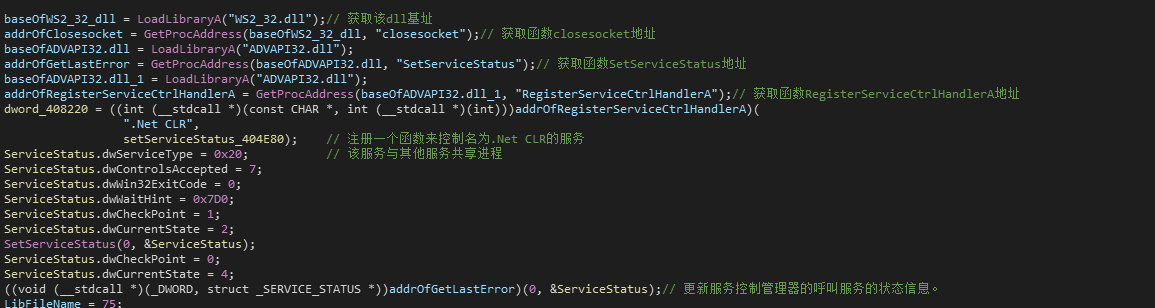 baseOfWS2_32_dll = LoadLibraryA("WS2_32.dll");// 获取该dll基址
addrOfClosesocket = GetProcAddress(baseOfWS2_32_dll, "closesocket");// 获取函数closesocket地址
baseOfADVAPI32.dll = LoadLibraryA("ADVAPI32.dll");
addrOfGetLastError = GetProcAddress(baseOfADVAPI32.dll, "SetServiceStatus");// 获取函数SetServiceStatus地址
baseOfADVAPI32.dll_1 = LoadLibraryA("ADVAPI32.dll");
addrOfRegisterServiceCtrlHandlerA = GetProcAddress(baseOfADVAPI32.dll_1, "RegisterServiceCtrlHandlerA");// 获取函数RegisterServiceCtrlHandlerA地址
dword_408220 = ((int (__stdcall *)(const CHAR *, int (__stdcall *)(int)))addrOfRegisterServiceCtrlHandlerA)(
".Net CLR",
setServiceStatus_404E80); // 注册一个函数来控制名为.Net CLR的服务
ServiceStatus.dwServiceType = 0x20; // 该服务与其他服务共享进程
ServiceStatus.dwControlsAccepted = 7;
ServiceStatus.dwWin32ExitCode = 0;
ServiceStatus.dwWaitHint = 0x7D0;
ServiceStatus.dwCheckPoint = 1;
ServiceStatus.dwCurrentState = 2;
SetServiceStatus(0, &ServiceStatus);
ServiceStatus.dwCheckPoint = 0;
ServiceStatus.dwCurrentState = 4;
((void (__stdcall *)(_DWORD, struct _SERVICE_STATUS *))addrOfGetLastError)(0, &ServiceStatus);// 更新服务控制管理器的呼叫服务的状态信息。
LibFileName = 75;